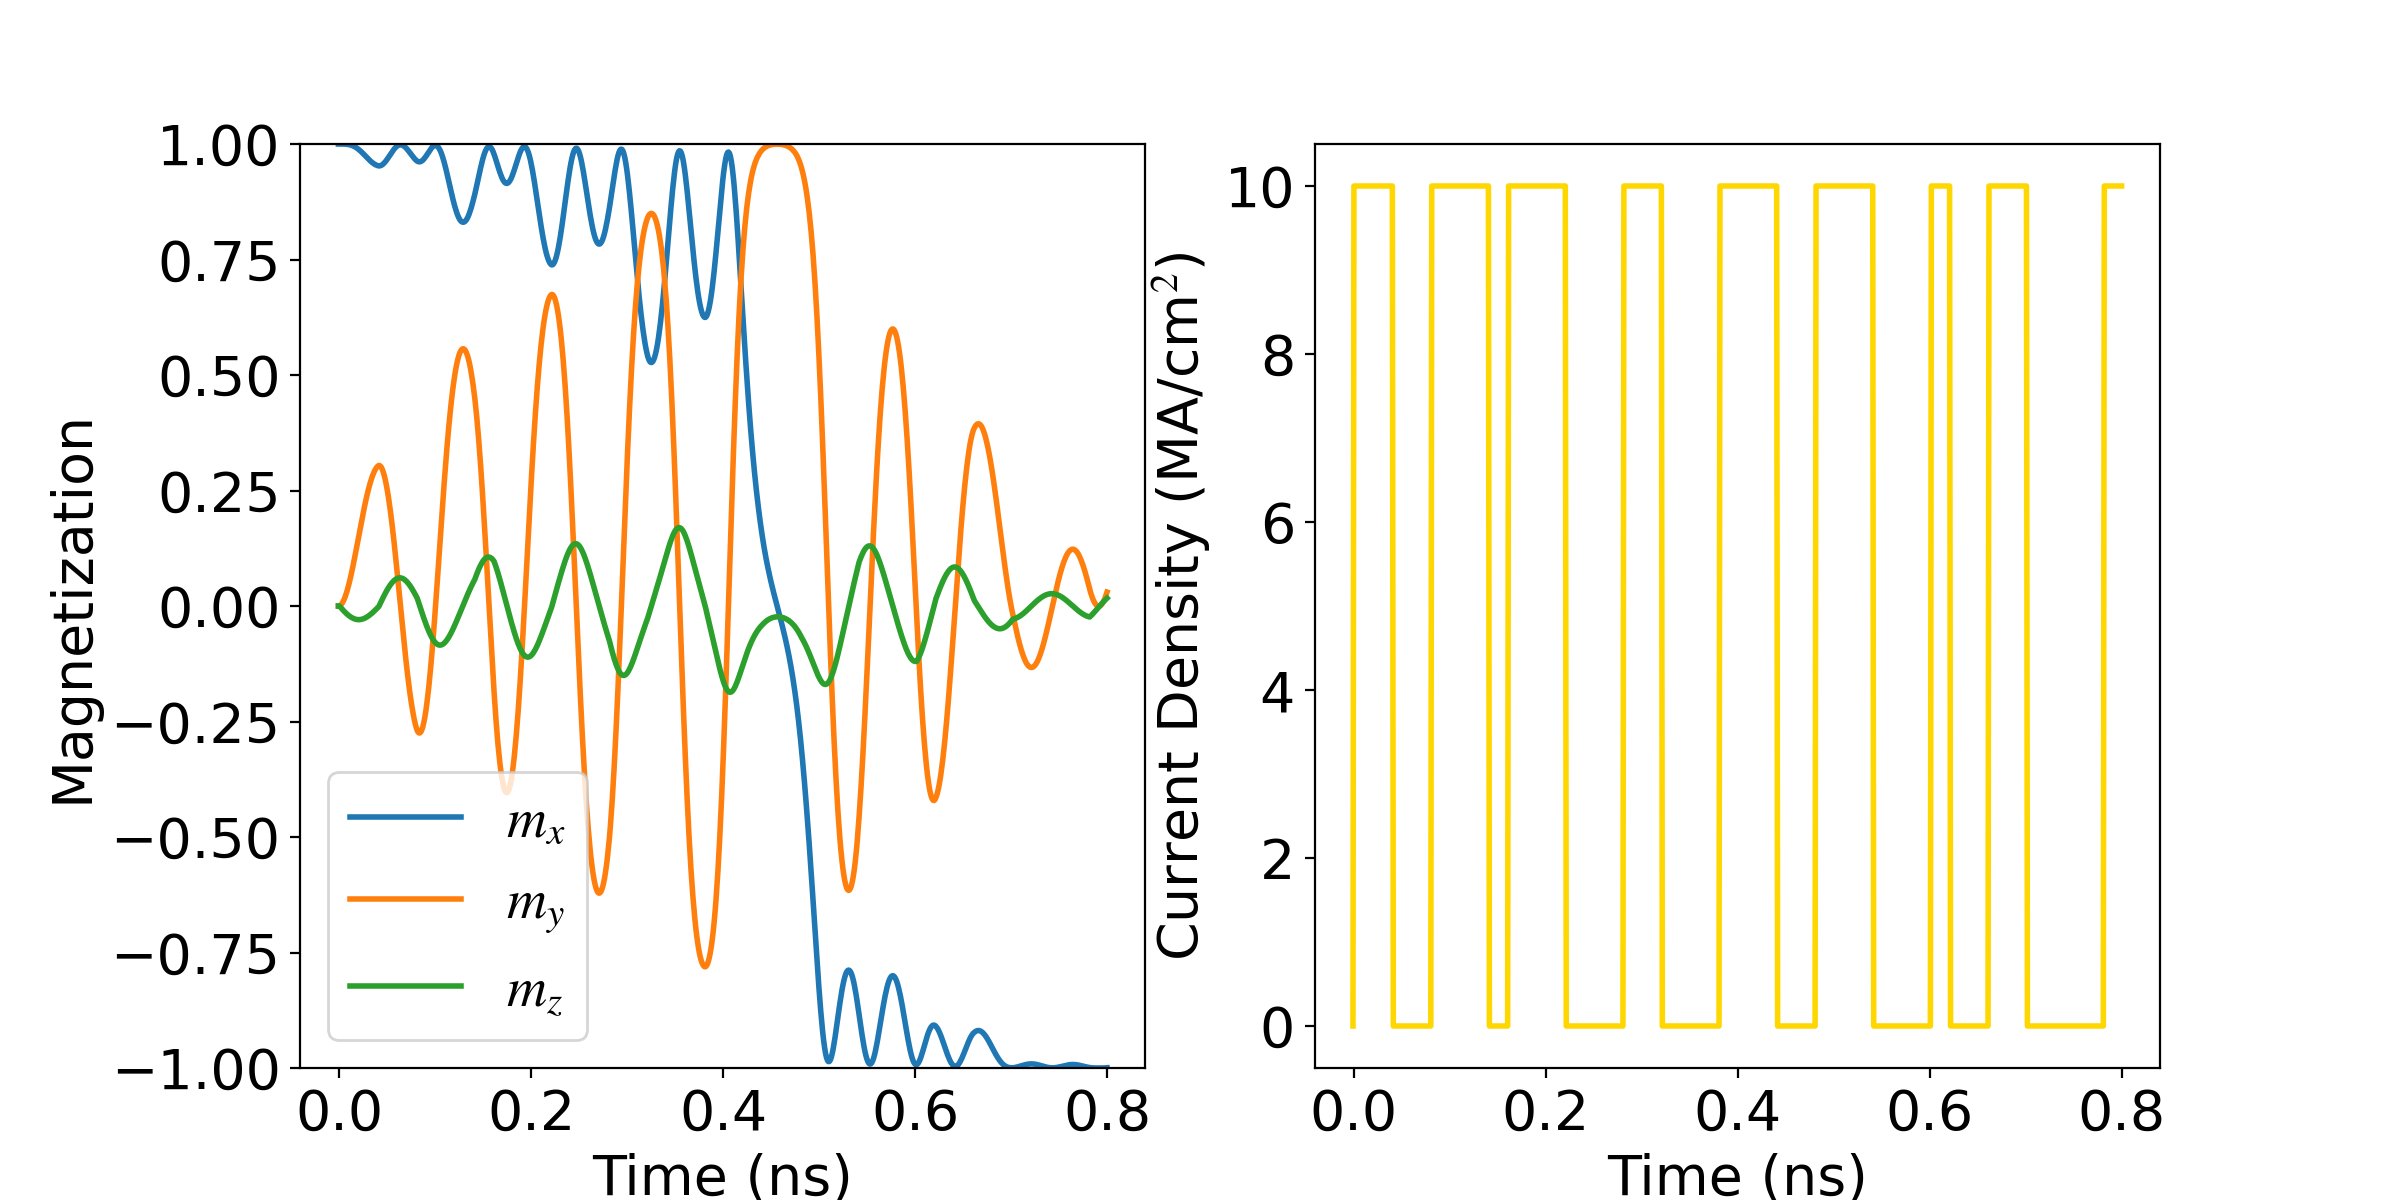 Magnetization
1.00
0.75
0.50
0.25
0.00
−0.25
−0.50
−0.75
−1.00
m_x
m_y
m_z
0.0 0.2 0.4 0.6 0.8
Time (ns)
Current Density (MA/cm²)
10
8
6
4
2
0
0.0 0.2 0.4 0.6 0.8
Time (ns)